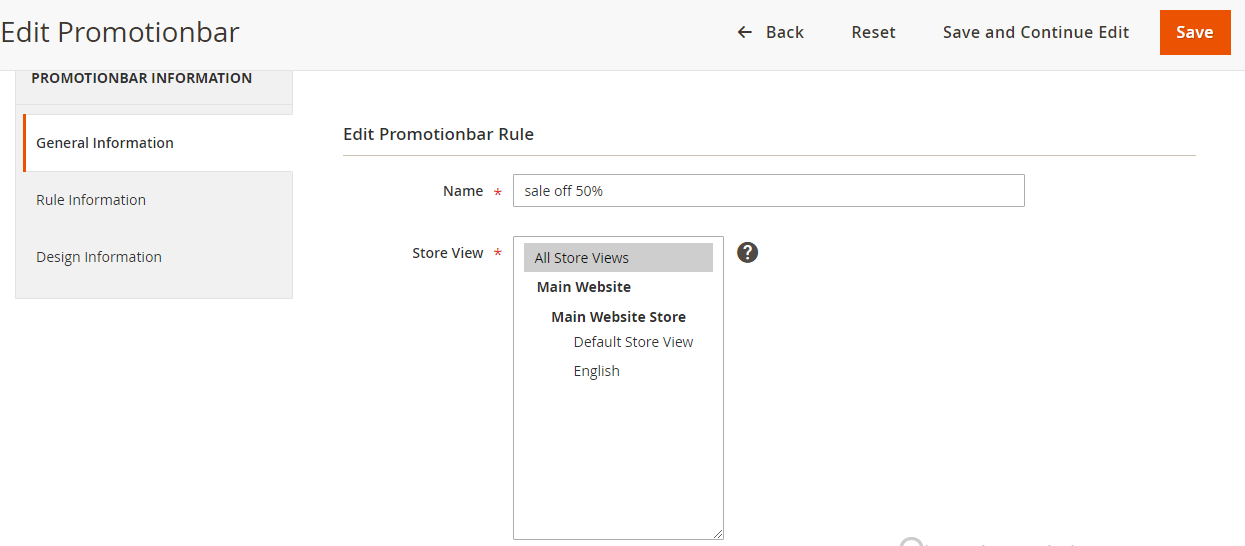 Edit Promotionbar
← Back Reset Save and Continue Edit Save
PROMOTIONBAR INFORMATION
General Information
Rule Information
Design Information
Edit Promotionbar Rule
Name * sale off 50%
Store View * All Store Views ?
Main Website
Main Website Store
Default Store View
English